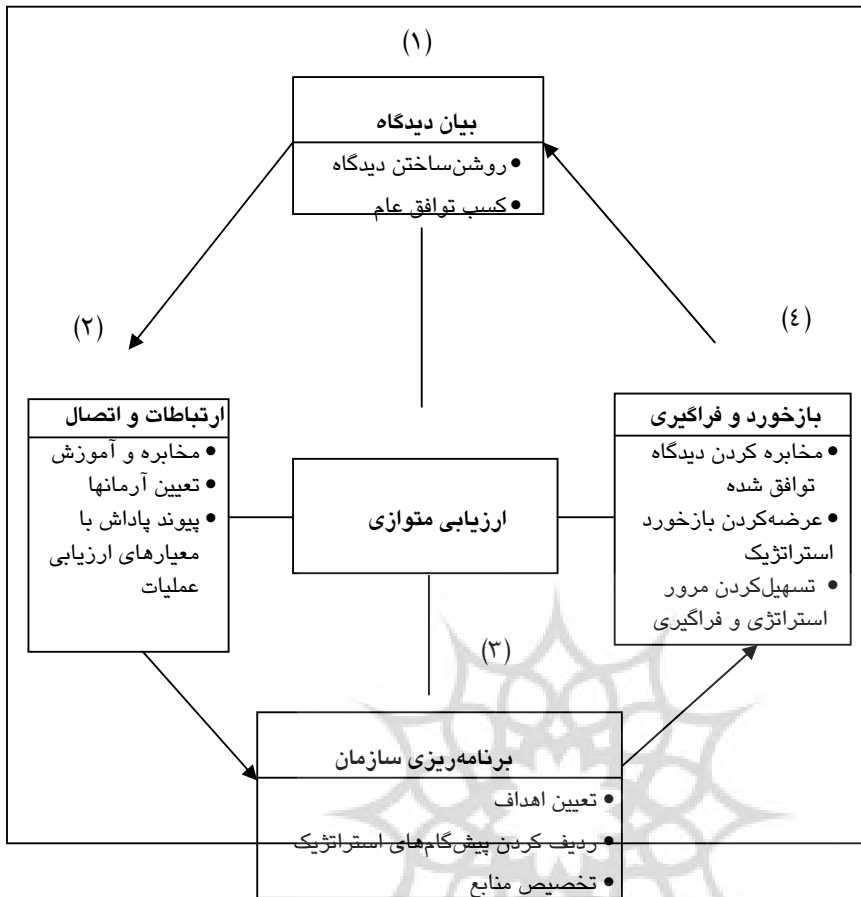 (۱)
بیان دیدگاه
• روشن‌ساختن دیدگاه
• کسب توافق عام
(۲)
ارتباطات و اتصال
• مخابره و آموزش
• تعیین آرمانها
• پیوند پاداش با
معیارهای ارزیابی
عملیات
ارزیابی متوازی
(٤)
بازخورد و فراگیری
• مخابره کردن دیدگاه
توافق شده
• عرضه‌کردن بازخورد
استراتژیک
• تسهیل‌کردن مرور
استراتژی و فراگیری
(۳)
برنامه‌ریزی سازمان
• تعیین اهداف
• ردیف کردن پیش‌گام‌های استراتژیک
• تخصیص منابع